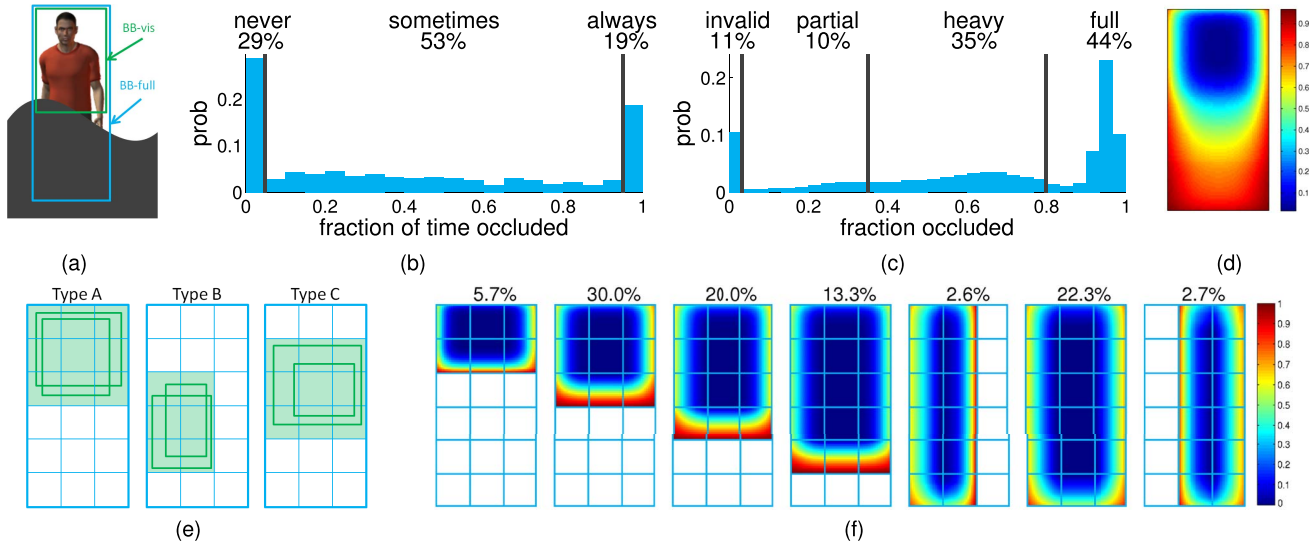 BB-vis
BB-full
(a)
never sometimes always
29% 53% 19%
prob
0.2
0.1
0
0 0.2 0.4 0.6 0.8 1
fraction of time occluded
(b)
invalid partial heavy full
11% 10% 35% 44%
prob
0.2
0.1
0
0 0.2 0.4 0.6 0.8 1
fraction occluded
(c)
0.9
0.8
0.7
0.6
0.5
0.4
0.3
0.2
0.1
(d)
Type A Type B Type C
(e)
5.7% 30.0% 20.0% 13.3% 2.6% 22.3% 2.7%
1
0.9
0.8
0.7
0.6
0.5
0.4
0.3
0.2
0.1
0
(f)